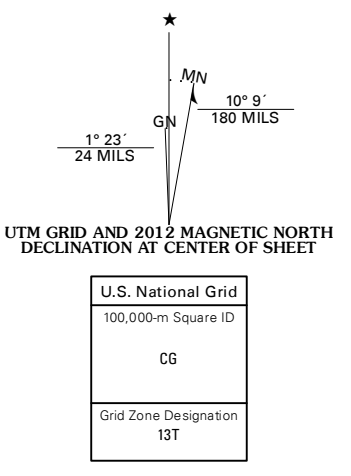 ★
MN
GN
10° 9´
180 MILS
1° 23´
24 MILS
UTM GRID AND 2012 MAGNETIC NORTH
DECLINATION AT CENTER OF SHEET
U.S. National Grid
100,000-m Square ID
CG
Grid Zone Designation
13T